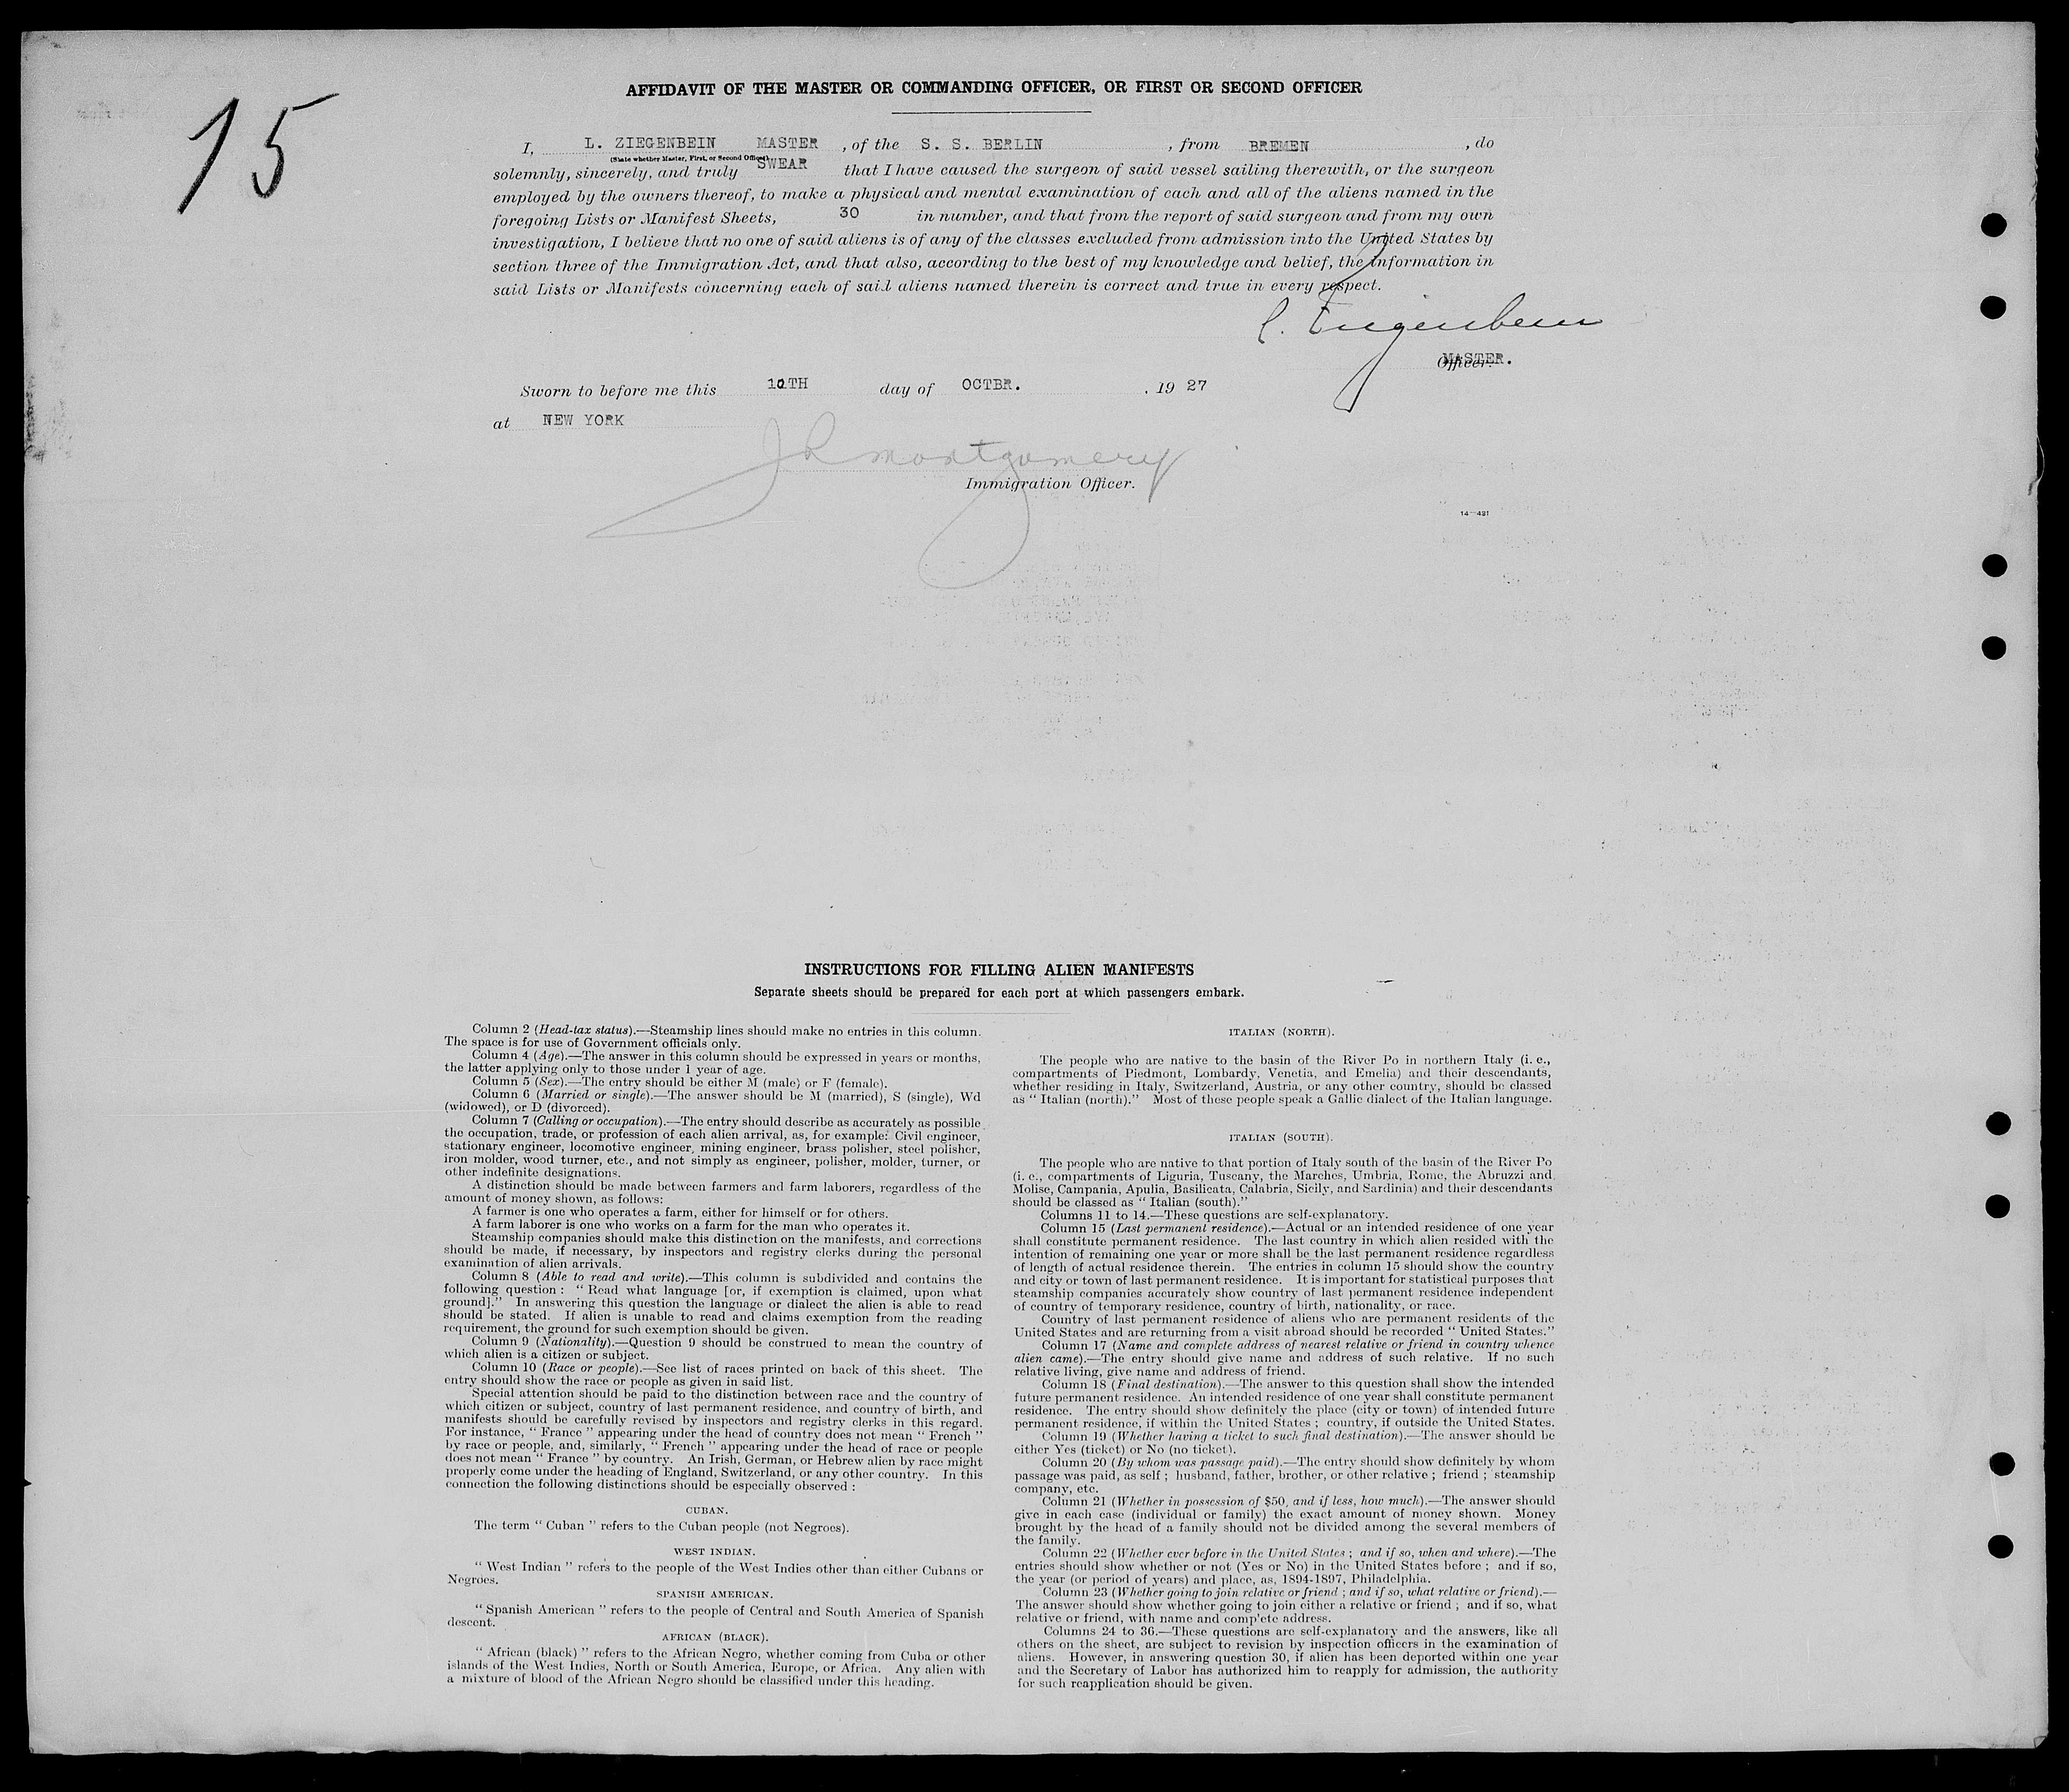 15
AFFIDAVIT OF THE MASTER OR COMMANDING OFFICER, OR FIRST OR SECOND OFFICER
I, L. ZIEGENBEIN MASTER , of the S. S. BERLIN , from BREMEN , do
(State whether Master, First, or Second Officer)
solemnly, sincerely, and truly SWEAR that I have caused the surgeon of said vessel sailing therewith, or the surgeon
employed by the owners thereof, to make a physical and mental examination of each and all of the aliens named in the
foregoing Lists or Manifest Sheets, 30 in number, and that from the report of said surgeon and from my own
investigation, I believe that no one of said aliens is of any of the classes excluded from admission into the United States by
section three of the Immigration Act, and that also, according to the best of my knowledge and belief, the information in
said Lists or Manifests concerning each of said aliens named therein is correct and true in every respect.
L. Ziegenbein
MASTER.
Officer.
Sworn to before me this day of OCTBR. , 19 27
at NEW YORK
J R Montgomery
Immigration Officer.
14—421
INSTRUCTIONS FOR FILLING ALIEN MANIFESTS
Separate sheets should be prepared for each port at which passengers embark.
Column 2 (Head-tax status).—Steamship lines should make no entries in this column.
The space is for use of Government officials only.
Column 4 (Age).—The answer in this column should be expressed in years or months,
the latter applying only to those under 1 year of age.
Column 5 (Sex).—The entry should be either M (male) or F (female).
Column 6 (Married or single).—The answer should be M (married), S (single), Wd
(widowed), or D (divorced).
Column 7 (Calling or occupation).—The entry should describe as accurately as possible
the occupation, trade, or profession of each alien arrival, as, for example: Civil engineer,
stationary engineer, locomotive engineer, mining engineer, brass polisher, steel polisher,
iron molder, wood turner, etc., and not simply as engineer, polisher, molder, turner, or
other indefinite designations.
A distinction should be made between farmers and farm laborers, regardless of the
amount of money shown, as follows:
A farmer is one who operates a farm, either for himself or for others.
A farm laborer is one who works on a farm for the man who operates it.
Steamship companies should make this distinction on the manifests, and corrections
should be made, if necessary, by inspectors and registry clerks during the personal
examination of alien arrivals.
Column 8 (Able to read and write).—This column is subdivided and contains the
following question : “ Read what language [or, if exemption is claimed, upon what
ground].” In answering this question the language or dialect the alien is able to read
should be stated. If alien is unable to read and claims exemption from the reading
requirement, the ground for such exemption should be given.
Column 9 (Nationality).—Question 9 should be construed to mean the country of
which alien is a citizen or subject.
Column 10 (Race or people).—See list of races printed on back of this sheet. The
entry should show the race or people as given in said list.
Special attention should be paid to the distinction between race and the country of
which citizen or subject, country of last permanent residence, and country of birth, and
manifests should be carefully revised by inspectors and registry clerks in this regard.
For instance, “ France ” appearing under the head of country does not mean “ French ”
by race or people, and, similarly, “ French ” appearing under the head of race or people
does not mean “ France ” by country. An Irish, German, or Hebrew alien by race might
properly come under the heading of England, Switzerland, or any other country. In this
connection the following distinctions should be especially observed :
CUBAN.
The term “ Cuban ” refers to the Cuban people (not Negroes).
WEST INDIAN.
“ West Indian ” refers to the people of the West Indies other than either Cubans or
Negroes.
SPANISH AMERICAN.
“ Spanish American ” refers to the people of Central and South America of Spanish
descent.
AFRICAN (BLACK).
“ African (black) ” refers to the African Negro, whether coming from Cuba or other
islands of the West Indies, North or South America, Europe, or Africa. Any alien with
a mixture of blood of the African Negro should be classified under this heading.
ITALIAN (NORTH).
The people who are native to the basin of the River Po in northern Italy (i. e.,
compartments of Piedmont, Lombardy, Venetia, and Emelia) and their descendants,
whether residing in Italy, Switzerland, Austria, or any other country, should be classed
as “ Italian (north).” Most of these people speak a Gallic dialect of the Italian language.
ITALIAN (SOUTH).
The people who are native to that portion of Italy south of the basin of the River Po
(i. e., compartments of Liguria, Tuscany, the Marches, Umbria, Rome, the Abruzzi and
Molise, Campania, Apulia, Basilicata, Calabria, Sicily, and Sardinia) and their descendants
should be classed as “ Italian (south).”
Columns 11 to 14.—These questions are self-explanatory.
Column 15 (Last permanent residence).—Actual or an intended residence of one year
shall constitute permanent residence. The last country in which alien resided with the
intention of remaining one year or more shall be the last permanent residence regardless
of length of actual residence therein. The entries in column 15 should show the country
and city or town of last permanent residence. It is important for statistical purposes that
steamship companies accurately show country of last permanent residence independent
of country of temporary residence, country of birth, nationality, or race.
Country of last permanent residence of aliens who are permanent residents of the
United States and are returning from a visit abroad should be recorded “ United States.”
Column 17 (Name and complete address of nearest relative or friend in country whence
alien came).—The entry should give name and address of such relative. If no such
relative living, give name and address of friend.
Column 18 (Final destination).—The answer to this question shall show the intended
future permanent residence. An intended residence of one year shall constitute permanent
residence. The entry should show definitely the place (city or town) of intended future
permanent residence, if within the United States ; country, if outside the United States.
Column 19 (Whether having a ticket to such final destination).—The answer should be
either Yes (ticket) or No (no ticket).
Column 20 (By whom was passage paid).—The entry should show definitely by whom
passage was paid, as self ; husband, father, brother, or other relative ; friend ; steamship
company, etc.
Column 21 (Whether in possession of $50, and if less, how much).—The answer should
give in each case (individual or family) the exact amount of money shown. Money
brought by the head of a family should not be divided among the several members of
the family.
Column 22 (Whether ever before in the United States ; and if so, when and where).—The
entries should show whether or not (Yes or No) in the United States before ; and if so,
the year (or period of years) and place, as, 1894-1897, Philadelphia.
Column 23 (Whether going to join relative or friend ; and if so, what relative or friend).—
The answer should show whether going to join either a relative or friend ; and if so, what
relative or friend, with name and complete address.
Columns 24 to 36.—These questions are self-explanatory and the answers, like all
others on the sheet, are subject to revision by inspection officers in the examination of
aliens. However, in answering question 30, if alien has been deported within one year
and the Secretary of Labor has authorized him to reapply for admission, the authority
for such reapplication should be given.